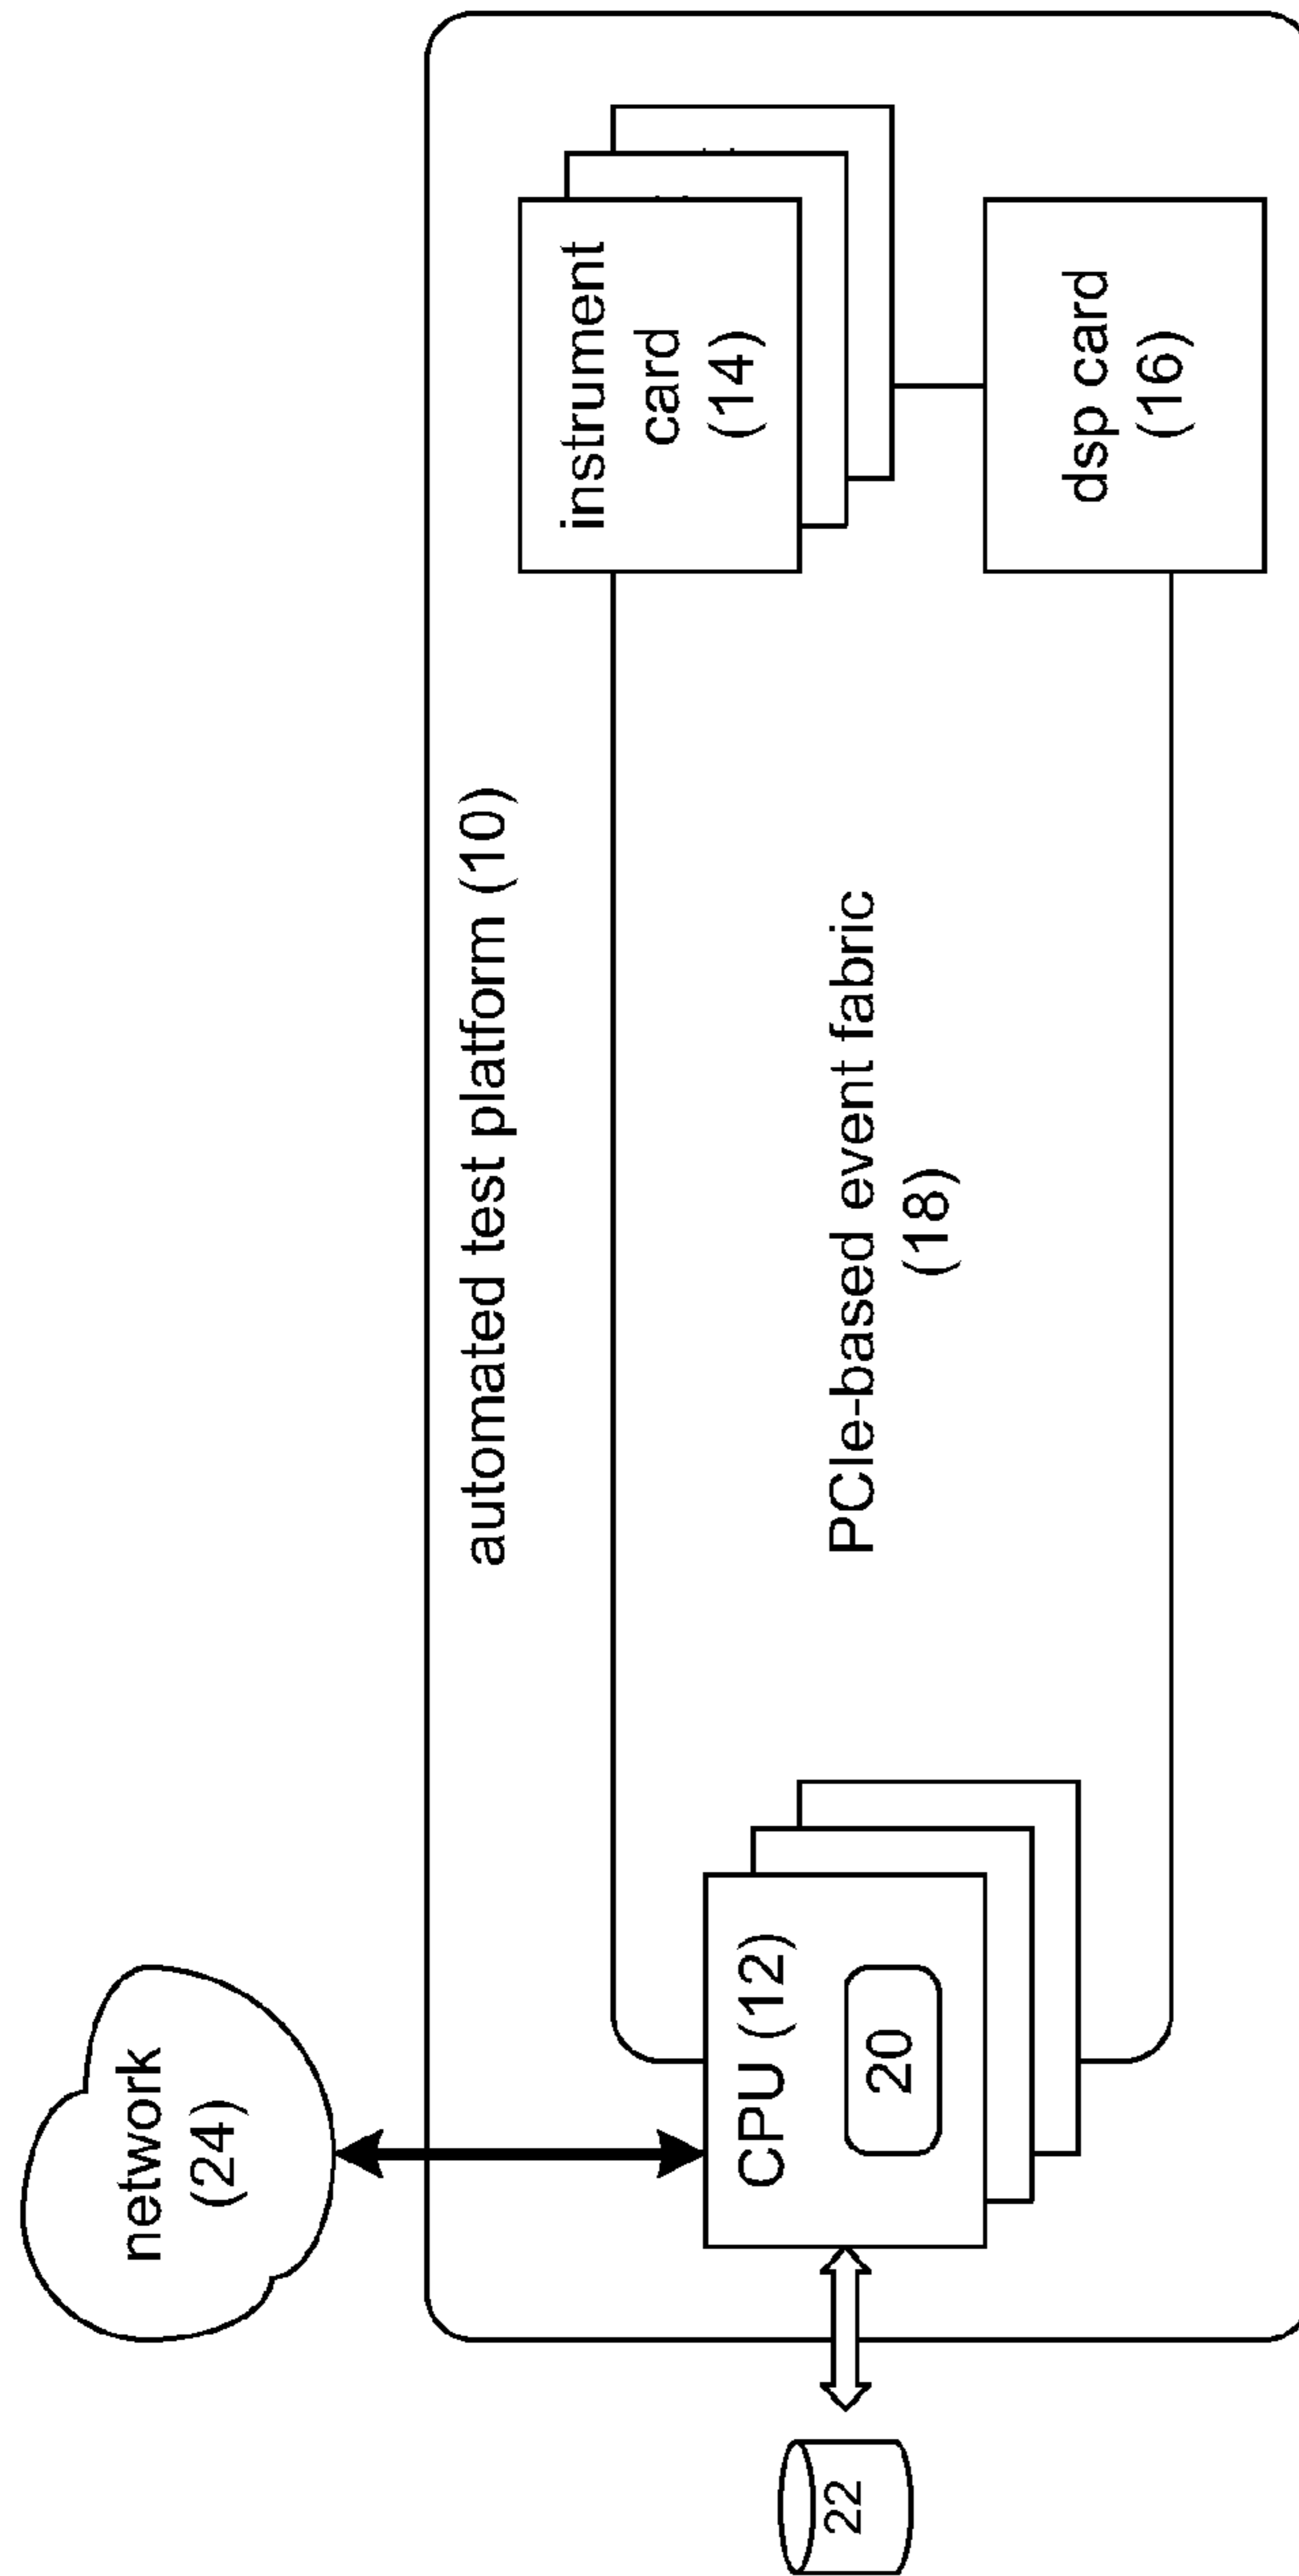 network
(24)
automated test platform (10)
CPU (12)
20
22
PCIe-based event fabric
(18)
instrument
card
(14)
dsp card
(16)